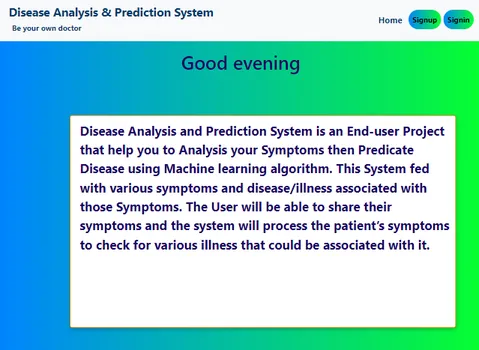 Disease Analysis & Prediction System
Be your own doctor
Home Signup Signin
Good evening
Disease Analysis and Prediction System is an End-user Project
that help you to Analysis your Symptoms then Predicate
Disease using Machine learning algorithm. This System fed
with various symptoms and disease/illness associated with
those Symptoms. The User will be able to share their
symptoms and the system will process the patient’s symptoms
to check for various illness that could be associated with it.